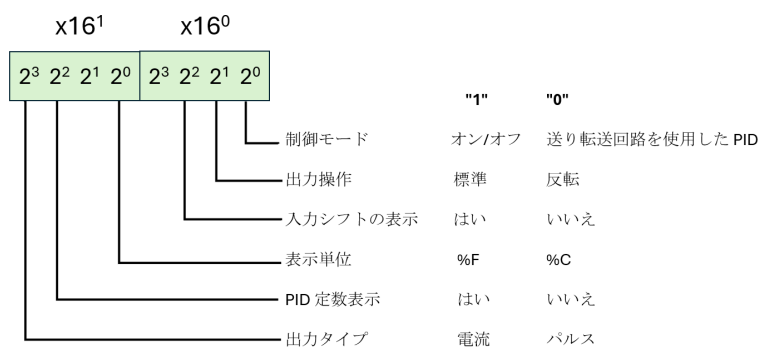 x16¹ x16⁰
2³ 2² 2¹ 2⁰ 2³ 2² 2¹ 2⁰
"1" "0"
制御モード オン/オフ 送り転送回路を使用した PID
出力操作 標準 反転
入力シフトの表示 はい いいえ
表示単位 %F %C
PID 定数表示 はい いいえ
出力タイプ 電流 パルス